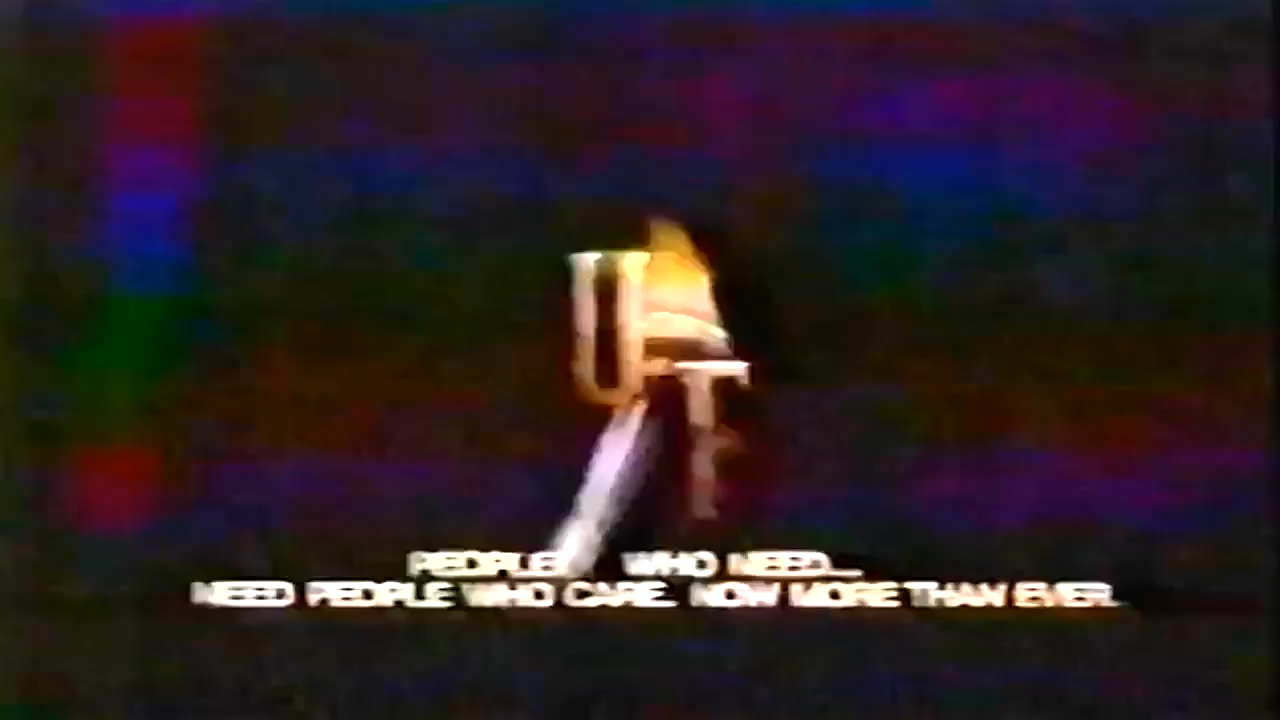 U T
PEOPLE WHO NEED...
NEED PEOPLE WHO CARE. NOW MORE THAN EVER.